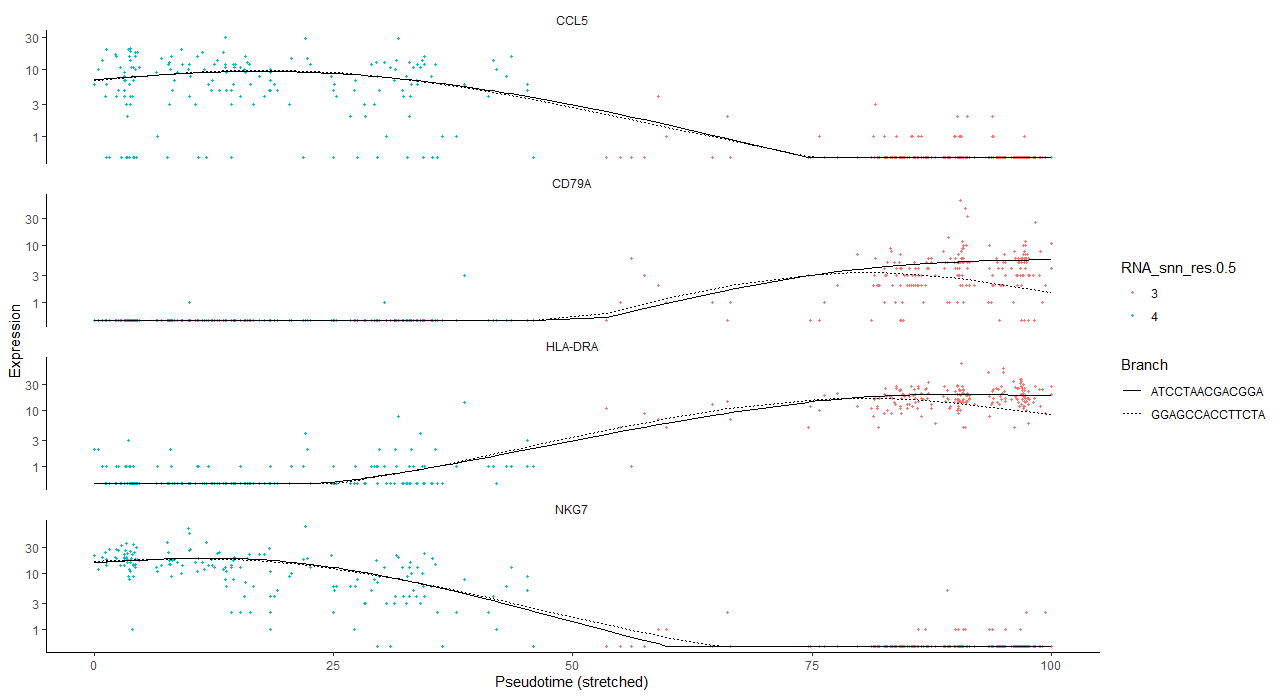 CCL5
30
10
3
1
CD79A
30
10
3
1
HLA-DRA
30
10
3
1
NKG7
30
10
3
1
0 25 50 75 100
Pseudotime (stretched)
Expression
RNA_snn_res.0.5
3
4
Branch
ATCCTAACGACGGA
GGAGCCACCTTCTA